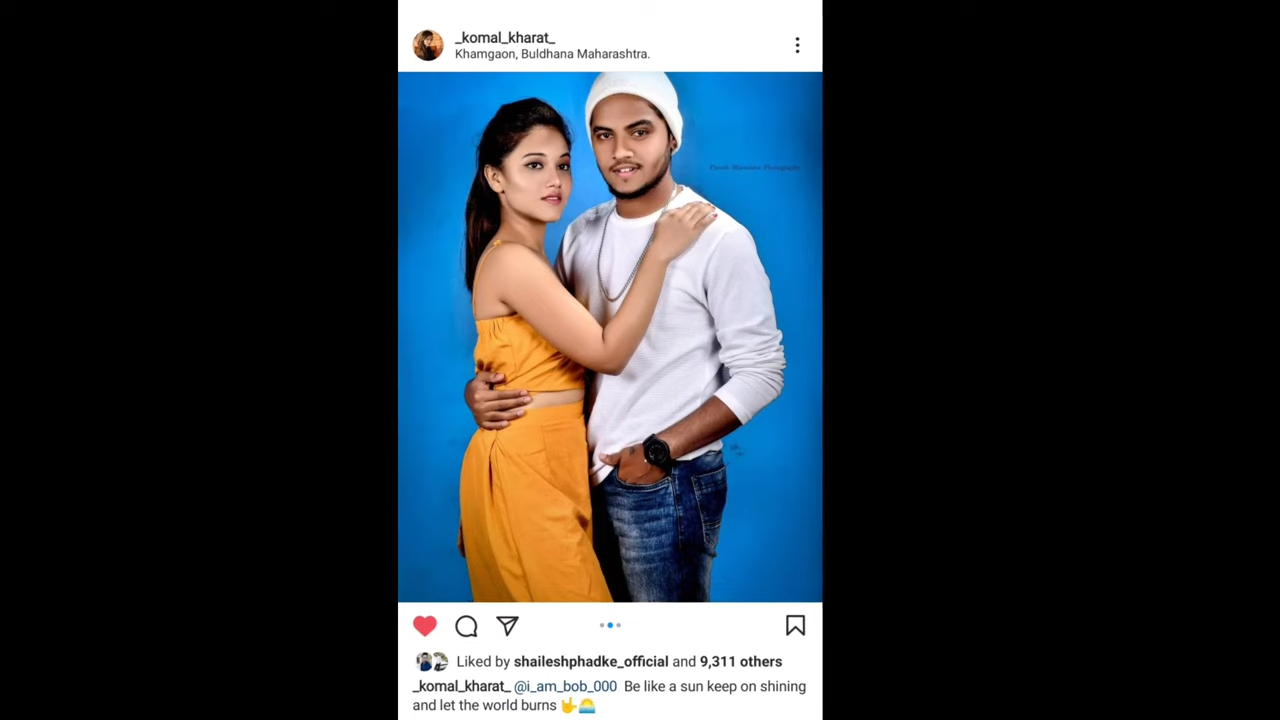 _komal_kharat_
Khamgaon, Buldhana Maharashtra.
Liked by shaileshphadke_official and 9,311 others
_komal_kharat_ @i_am_bob_000 Be like a sun keep on shining
and let the world burns 🤟🌅